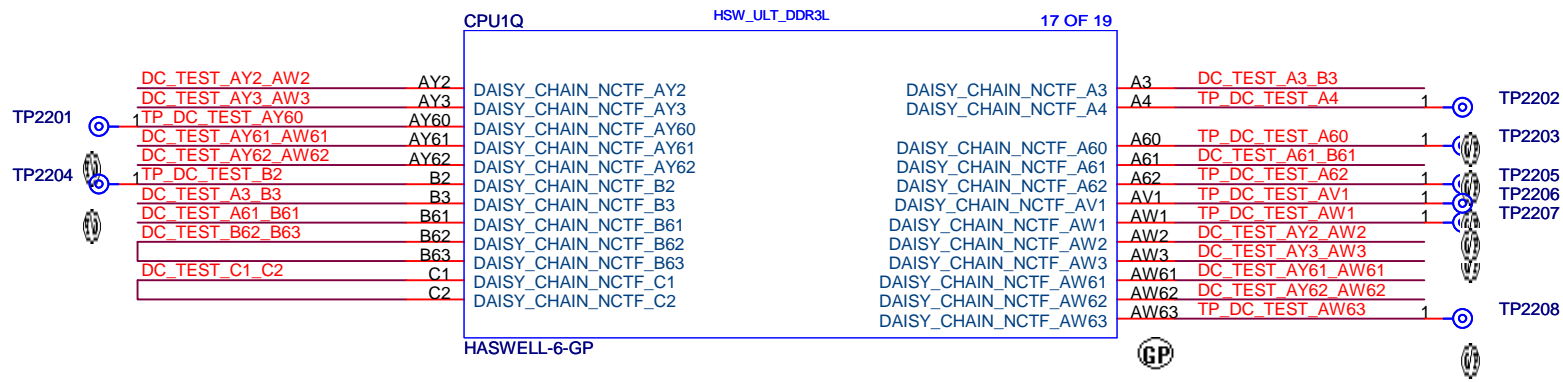 CPU1Q HSW_ULT_DDR3L 17 OF 19
DC_TEST_AY2_AW2 AY2 DAISY_CHAIN_NCTF_AY2
DC_TEST_AY3_AW3 AY3 DAISY_CHAIN_NCTF_AY3
TP2201 1 TP_DC_TEST_AY60 AY60 DAISY_CHAIN_NCTF_AY60
DC_TEST_AY61_AW61 AY61 DAISY_CHAIN_NCTF_AY61
DC_TEST_AY62_AW62 AY62 DAISY_CHAIN_NCTF_AY62
TP2204 1 TP_DC_TEST_B2 B2 DAISY_CHAIN_NCTF_B2
DC_TEST_A3_B3 B3 DAISY_CHAIN_NCTF_B3
DC_TEST_A61_B61 B61 DAISY_CHAIN_NCTF_B61
DC_TEST_B62_B63 B62 DAISY_CHAIN_NCTF_B62
B63 DAISY_CHAIN_NCTF_B63
DC_TEST_C1_C2 C1 DAISY_CHAIN_NCTF_C1
C2 DAISY_CHAIN_NCTF_C2
DAISY_CHAIN_NCTF_A3 A3 DC_TEST_A3_B3
DAISY_CHAIN_NCTF_A4 A4 TP_DC_TEST_A4 1 TP2202
DAISY_CHAIN_NCTF_A60 A60 TP_DC_TEST_A60 1 TP2203
DAISY_CHAIN_NCTF_A61 A61 DC_TEST_A61_B61
DAISY_CHAIN_NCTF_A62 A62 TP_DC_TEST_A62 1 TP2205
DAISY_CHAIN_NCTF_AV1 AV1 TP_DC_TEST_AV1 1 TP2206
DAISY_CHAIN_NCTF_AW1 AW1 TP_DC_TEST_AW1 1 TP2207
DAISY_CHAIN_NCTF_AW2 AW2 DC_TEST_AY2_AW2
DAISY_CHAIN_NCTF_AW3 AW3 DC_TEST_AY3_AW3
DAISY_CHAIN_NCTF_AW61 AW61 DC_TEST_AY61_AW61
DAISY_CHAIN_NCTF_AW62 AW62 DC_TEST_AY62_AW62
DAISY_CHAIN_NCTF_AW63 AW63 TP_DC_TEST_AW63 1 TP2208
HASWELL-6-GP
GP